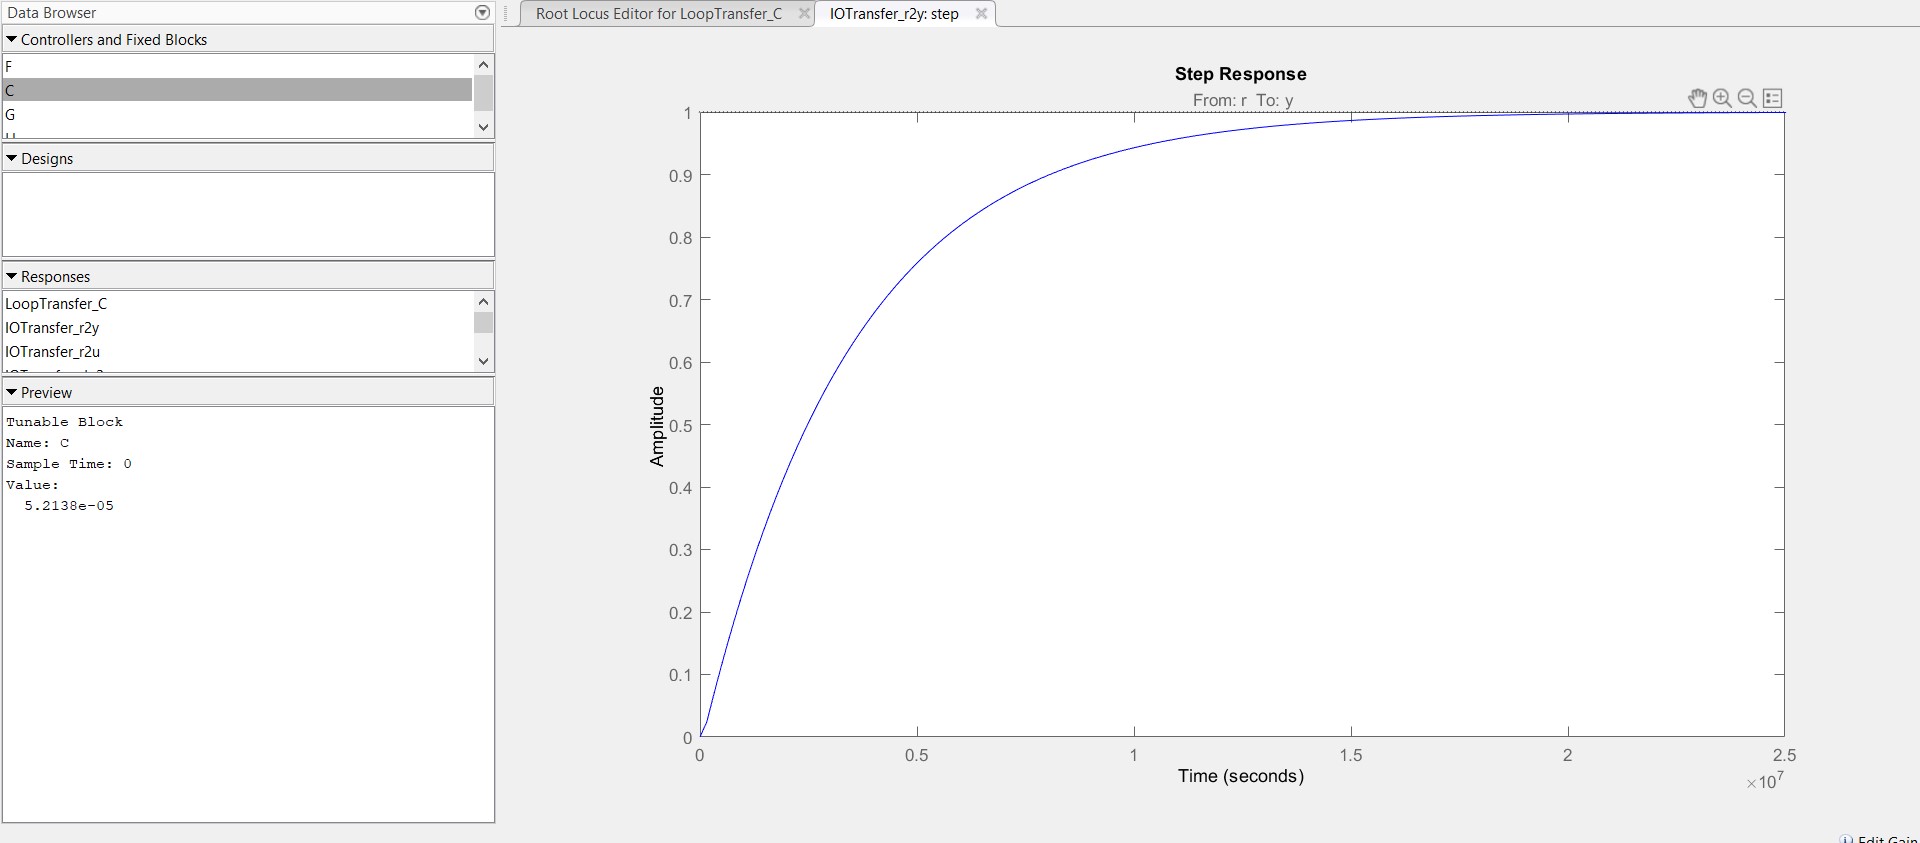 Data Browser
Controllers and Fixed Blocks
F
C
G
Designs
Responses
LoopTransfer_C
IOTransfer_r2y
IOTransfer_r2u
Preview
Tunable Block
Name: C
Sample Time: 0
Value:
5.2138e-05
Root Locus Editor for LoopTransfer_C
IOTransfer_r2y: step
Step Response
From: r To: y
Amplitude
1
0.9
0.8
0.7
0.6
0.5
0.4
0.3
0.2
0.1
0
0 0.5 1 1.5 2 2.5
×10⁷
Time (seconds)
Edit Gain